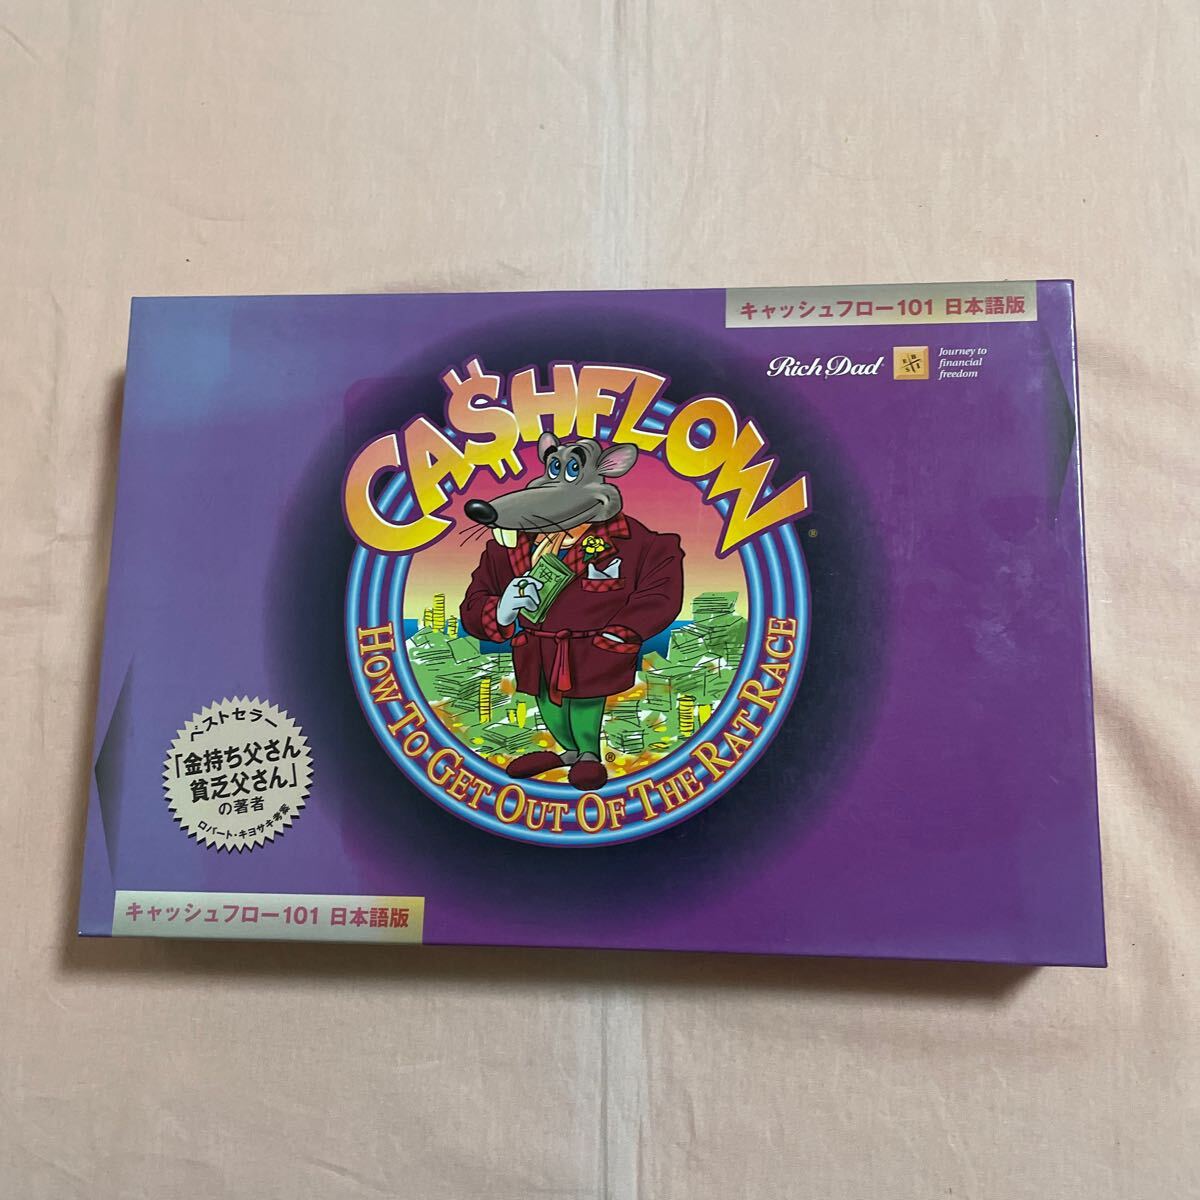 キャッシュフロー101 日本語版
Rich Dad
E B
S I
Journey to
financial
freedom
CA$HFLOW
HOW TO GET OUT OF THE RAT RACE
ベストセラー
「金持ち父さん
貧乏父さん」
の著者
ロバート・キヨサキ考案
キャッシュフロー101 日本語版